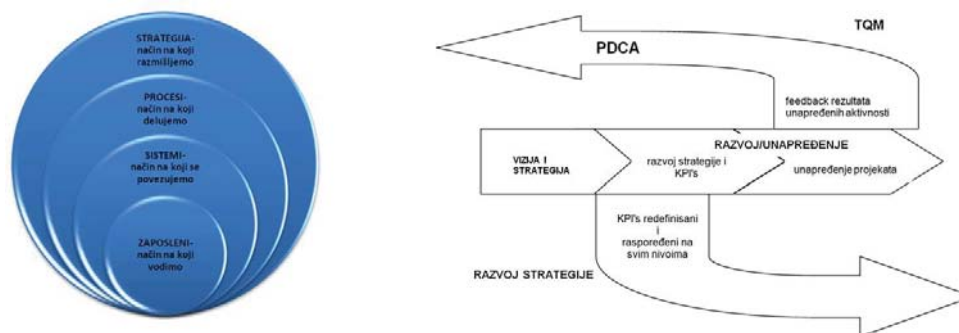 STRATEGIJA-
način na koji
razmišljemo
PROCESI-
način na koji
delujemo
SISTEMI-
način na koji se
povezujemo
ZAPOSLENI-
način na koji
vodimo
TQM
PDCA
feedback rezultata
unapređenih aktivnosti
RAZVOJ/UNAPREĐENJE
VIZIJA I
STRATEGIJA
razvoj strategije i
KPI's
unapređenje projekata
KPI's redefinisani
i
raspoređeni na
svim nivoima
RAZVOJ STRATEGIJE